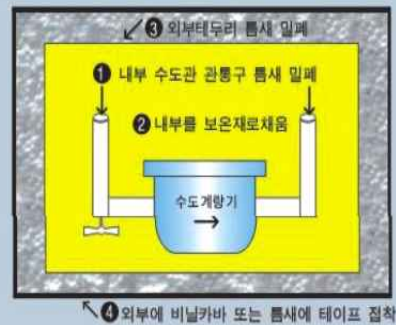 ❸ 외부테두리 틈새 밀폐
❶ 내부 수도관 관통구 틈새 밀폐
❷ 내부를 보온재로채움
수도계량기
❹ 외부에 비닐카바 또는 틈새에 테이프 접착